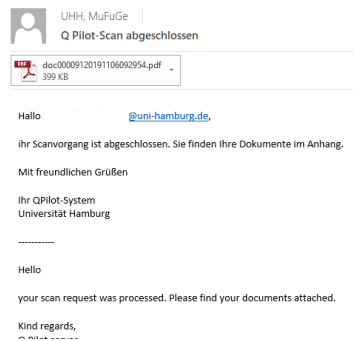 UHH, MuFuGe
Q Pilot-Scan abgeschlossen
PDF
doc00009120191106092954.pdf
399 KB
Hallo @uni-hamburg.de,
ihr Scanvorgang ist abgeschlossen. Sie finden Ihre Dokumente im Anhang.
Mit freundlichen Grüßen
Ihr QPilot-System
Universität Hamburg
-----------
Hello
your scan request was processed. Please find your documents attached.
Kind regards,